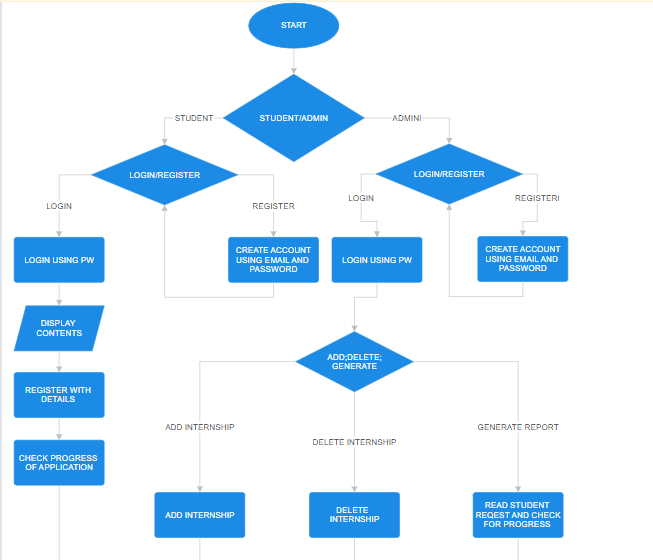 START
STUDENT/ADMIN
STUDENT
ADMINI
LOGIN/REGISTER
LOGIN/REGISTER
LOGIN
REGISTER
LOGIN
REGISTERI
LOGIN USING PW
CREATE ACCOUNT
USING EMAIL AND
PASSWORD
LOGIN USING PW
CREATE ACCOUNT
USING EMAIL AND
PASSWORD
DISPLAY
CONTENTS
ADD;DELETE;
GENERATE
REGISTER WITH
DETAILS
ADD INTERNSHIP
DELETE INTERNSHIP
GENERATE REPORT
CHECK PROGRESS
OF APPLICATION
ADD INTERNSHIP
DELETE
INTERNSHIP
READ STUDENT
REQEST AND CHECK
FOR PROGRESS